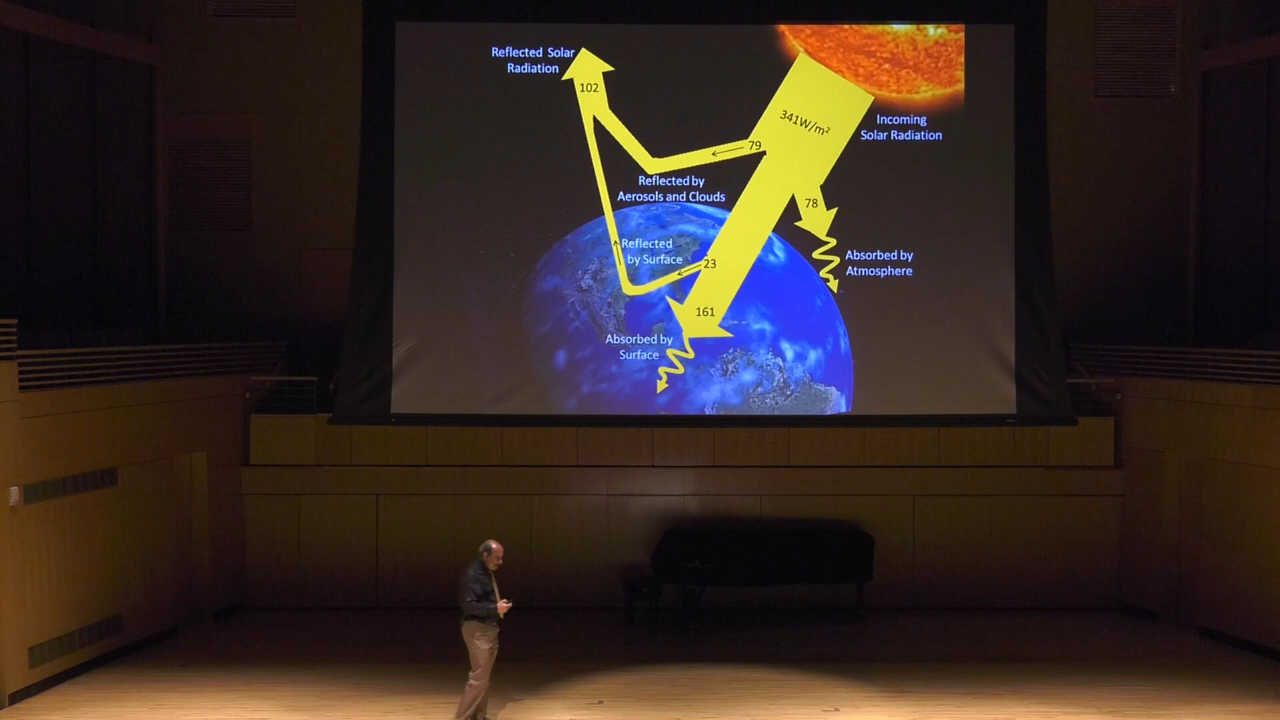 Reflected Solar
Radiation
102
341W/m²
Incoming
Solar Radiation
79
Reflected by
Aerosols and Clouds
78
Reflected
by Surface
23
Absorbed by
Atmosphere
161
Absorbed by
Surface